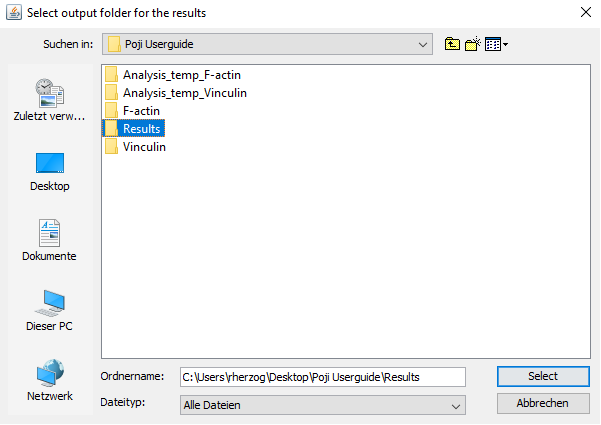 Select output folder for the results
Suchen in:
Poji Userguide
Zuletzt verw...
Desktop
Dokumente
Dieser PC
Netzwerk
Analysis_temp_F-actin
Analysis_temp_Vinculin
F-actin
Results
Vinculin
Ordnername:
C:\Users\rherzog\Desktop\Poji Userguide\Results
Select
Dateityp:
Alle Dateien
Abbrechen